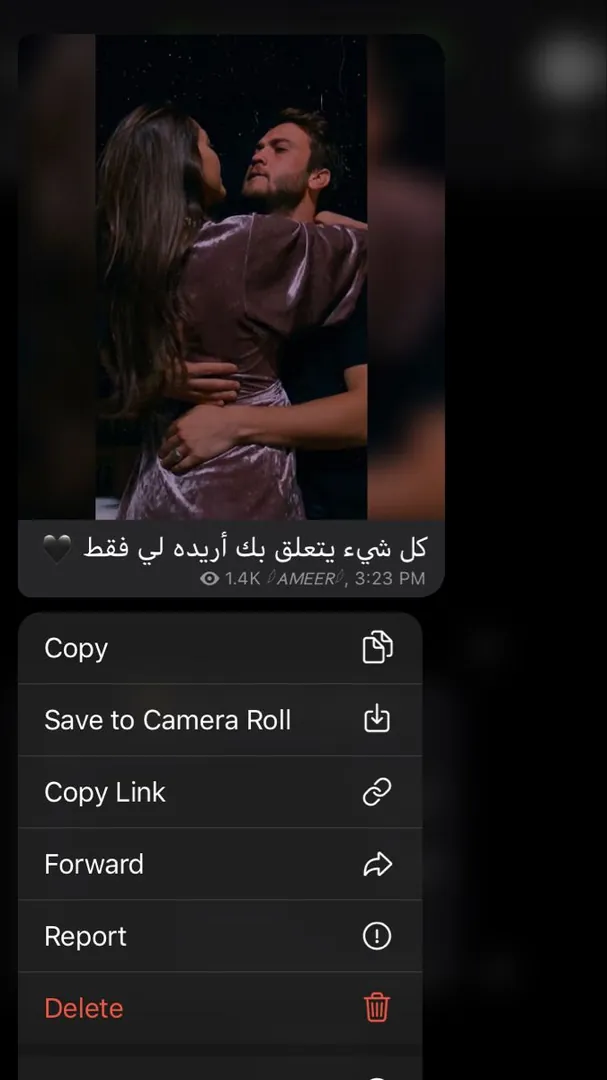 كل شيء يتعلق بك أريده لي فقط 🖤
1.4K AMEER, 3:23 PM
Copy
Save to Camera Roll
Copy Link
Forward
Report
Delete